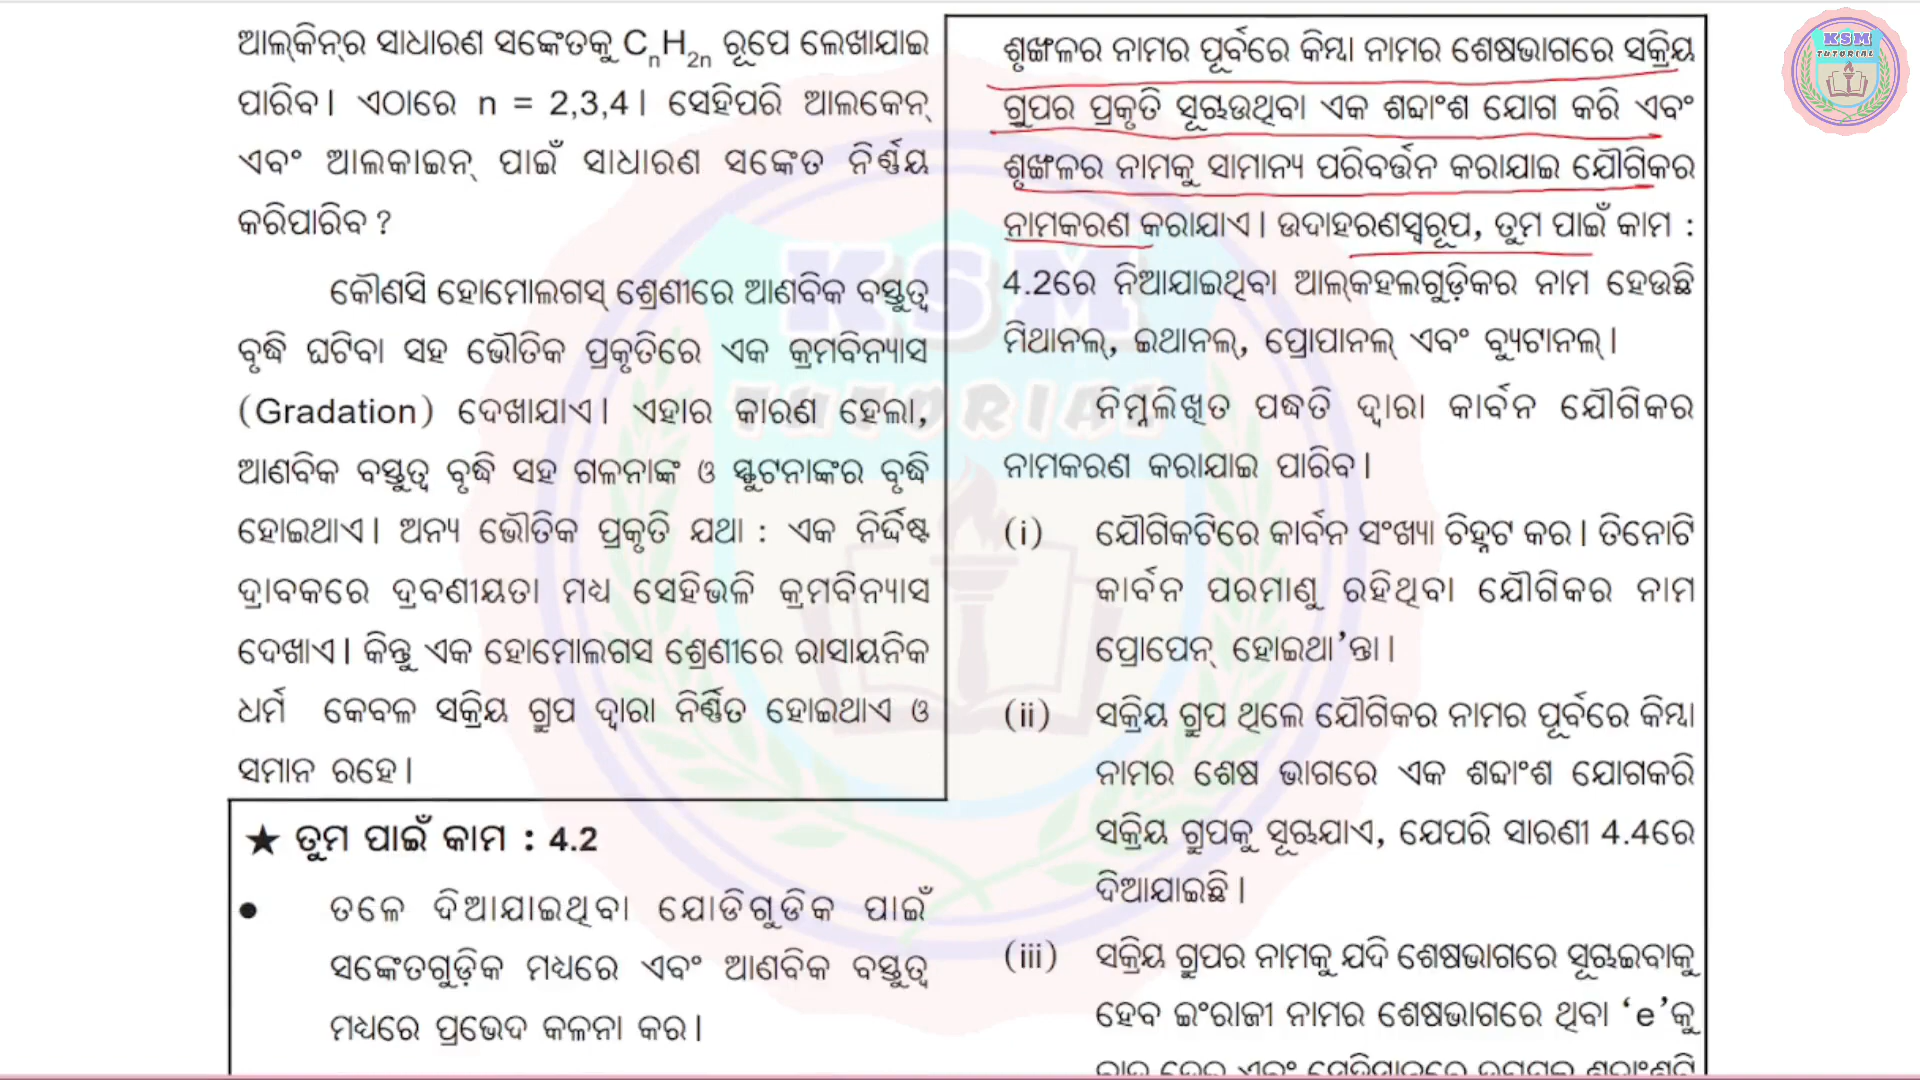 ଆଲ୍‌କିନ୍‌ର ସାଧାରଣ ସଙ୍କେତକୁ CnH2n ରୂପେ ଲେଖାଯାଇ
ପାରିବ। ଏଠାରେ n = 2,3,4। ସେହିପରି ଆଲକେନ୍
ଏବଂ ଆଲକାଇନ୍ ପାଇଁ ସାଧାରଣ ସଙ୍କେତ ନିର୍ଣ୍ଣୟ
କରିପାରିବ ?
କୌଣସି ହୋମୋଲଗସ୍ ଶ୍ରେଣୀରେ ଆଣବିକ ବସ୍ତୁତ୍ୱ
ବୃଦ୍ଧି ଘଟିବା ସହ ଭୌତିକ ପ୍ରକୃତିରେ ଏକ କ୍ରମବିନ୍ୟାସ
(Gradation) ଦେଖାଯାଏ। ଏହାର କାରଣ ହେଲା,
ଆଣବିକ ବସ୍ତୁତ୍ୱ ବୃଦ୍ଧି ସହ ଗଳନାଙ୍କ ଓ ସ୍ଫୁଟନାଙ୍କର ବୃଦ୍ଧି
ହୋଇଥାଏ। ଅନ୍ୟ ଭୌତିକ ପ୍ରକୃତି ଯଥା : ଏକ ନିର୍ଦ୍ଦିଷ୍ଟ
ଦ୍ରାବକରେ ଦ୍ରବଣୀୟତା ମଧ୍ୟ ସେହିଭଳି କ୍ରମବିନ୍ୟାସ
ଦେଖାଏ। କିନ୍ତୁ ଏକ ହୋମୋଲଗସ ଶ୍ରେଣୀରେ ରାସାୟନିକ
ଧର୍ମ କେବଳ ସକ୍ରିୟ ଗ୍ରୁପ ଦ୍ୱାରା ନିର୍ଣ୍ଣିତ ହୋଇଥାଏ ଓ
ସମାନ ରହେ।
★ ତୁମ ପାଇଁ କାମ : 4.2
● ତଳେ ଦିଆଯାଇଥିବା ଯୋଡିଗୁଡିକ ପାଇଁ
ସଙ୍କେତଗୁଡ଼ିକ ମଧ୍ୟରେ ଏବଂ ଆଣବିକ ବସ୍ତୁତ୍ୱ
ମଧ୍ୟରେ ପ୍ରଭେଦ କଳନା କର।
ଶୃଙ୍ଖଳର ନାମର ପୂର୍ବରେ କିମ୍ବା ନାମର ଶେଷଭାଗରେ ସକ୍ରିୟ
ଗ୍ରୁପର ପ୍ରକୃତି ସୂଚାଉଥିବା ଏକ ଶବ୍ଦାଂଶ ଯୋଗ କରି ଏବଂ
ଶୃଙ୍ଖଳର ନାମକୁ ସାମାନ୍ୟ ପରିବର୍ତ୍ତନ କରାଯାଇ ଯୌଗିକର
ନାମକରଣ କରାଯାଏ। ଉଦାହରଣସ୍ୱରୂପ, ତୁମ ପାଇଁ କାମ :
4.2ରେ ନିଆଯାଇଥିବା ଆଲ୍‌କହଲଗୁଡ଼ିକର ନାମ ହେଉଛି
ମିଥାନଲ୍, ଇଥାନଲ୍, ପ୍ରୋପାନଲ୍ ଏବଂ ବ୍ୟୁଟାନଲ୍।
ନିମ୍ନଲିଖିତ ପଦ୍ଧତି ଦ୍ୱାରା କାର୍ବନ ଯୌଗିକର
ନାମକରଣ କରାଯାଇ ପାରିବ।
(i) ଯୌଗିକଟିରେ କାର୍ବନ ସଂଖ୍ୟା ଚିହ୍ନଟ କର। ତିନୋଟି
କାର୍ବନ ପରମାଣୁ ରହିଥିବା ଯୌଗିକର ନାମ
ପ୍ରୋପେନ୍ ହୋଇଥା'ନ୍ତା।
(ii) ସକ୍ରିୟ ଗ୍ରୁପ ଥିଲେ ଯୌଗିକର ନାମର ପୂର୍ବରେ କିମ୍ବା
ନାମର ଶେଷ ଭାଗରେ ଏକ ଶବ୍ଦାଂଶ ଯୋଗକରି
ସକ୍ରିୟ ଗ୍ରୁପକୁ ସୂଚାଯାଏ, ଯେପରି ସାରଣୀ 4.4ରେ
ଦିଆଯାଇଛି।
(iii) ସକ୍ରିୟ ଗ୍ରୁପର ନାମକୁ ଯଦି ଶେଷଭାଗରେ ସୂଚାଇବାକୁ
ହେବ ଇଂରାଜୀ ନାମର ଶେଷଭାଗରେ ଥିବା ‘e’କୁ
KSM
TUTORIAL
KSM
TUTORIAL